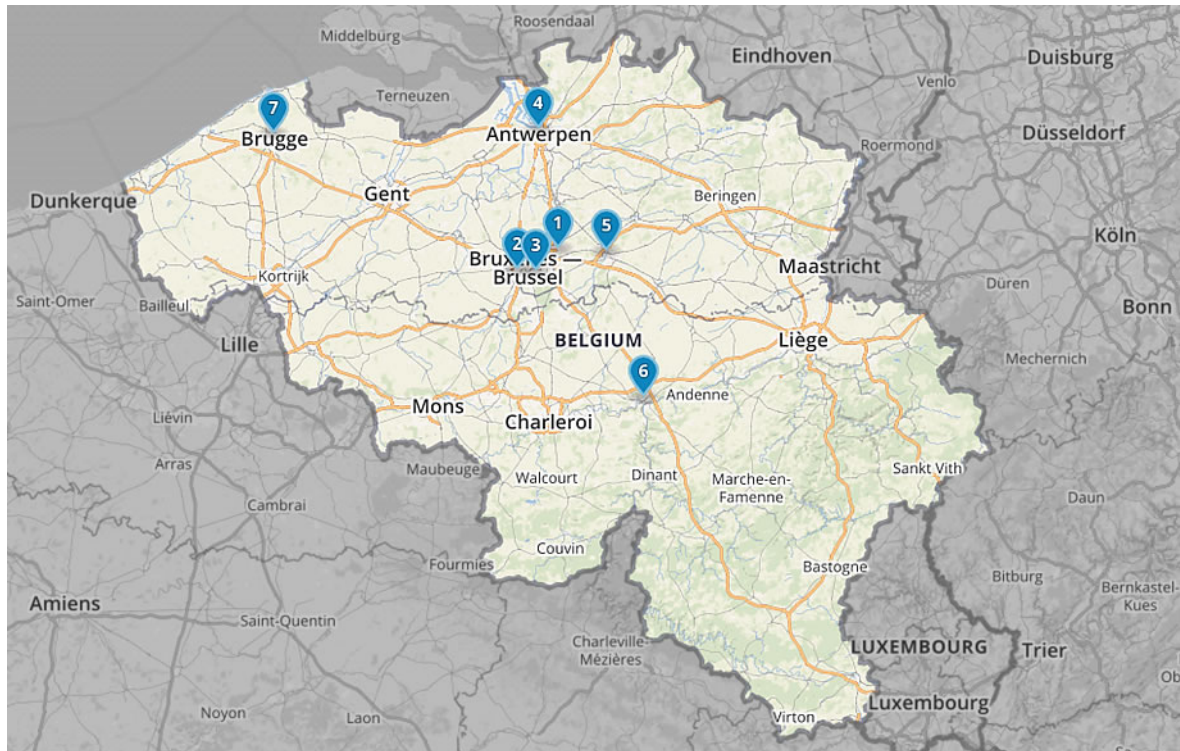 Roosendaal
Middelburg
Eindhoven
Duisburg
Venlo
Terneuzen
4
7
Antwerpen
Düsseldorf
Brugge
Roermond
Dunkerque
Gent
Beringen
1
5
2
3
Köln
Brussel
Maastricht
Kortrijk
Düren
Saint-Omer
Bailleul
Bonn
Lille
BELGIUM
Liège
Mechernich
6
Andenne
Mons
Liévin
Charleroi
Arras
Maubeuge
Walcourt
Dinant
Marche-en-
Famenne
Sankt Vith
Daun
Cambrai
Couvin
Fourmies
Bastogne
Bitburg
Bernkastel-
Kues
Amiens
Saint-Quentin
Charleville-
Mézières
LUXEMBOURG
Trier
Luxembourg
Noyon
Laon
Virton